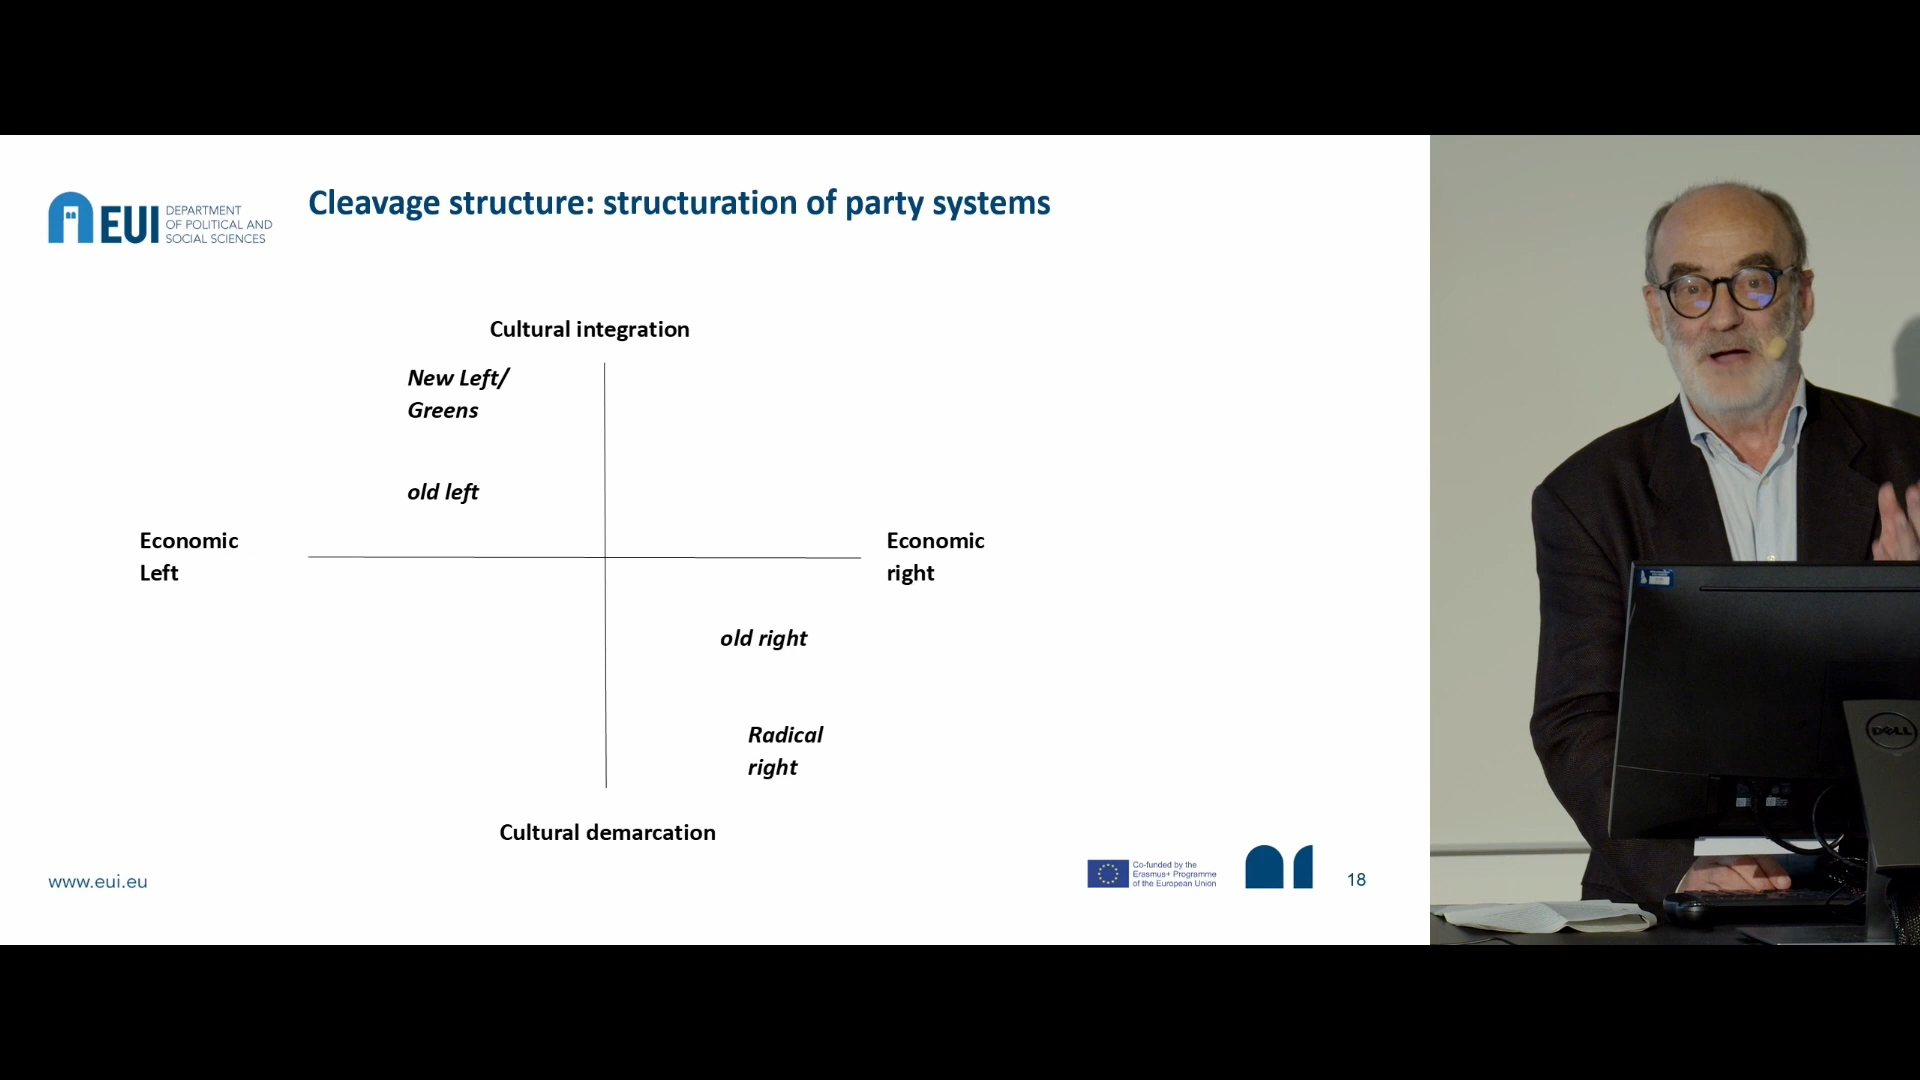 EUI
DEPARTMENT
OF POLITICAL AND
SOCIAL SCIENCES
Cleavage structure: structuration of party systems
Cultural integration
New Left/
Greens
old left
Economic
Left
Economic
right
old right
Radical
right
Cultural demarcation
www.eui.eu
Co-funded by the
Erasmus+ Programme
of the European Union
18
DELL